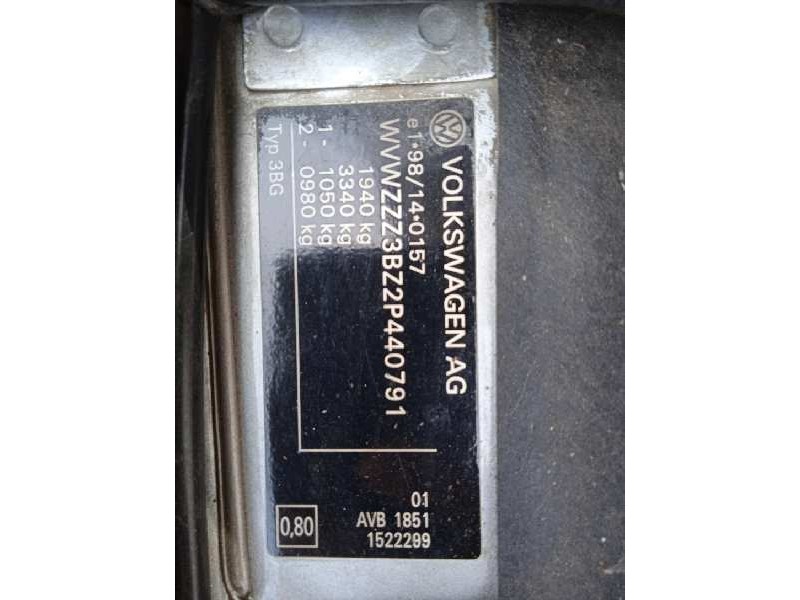 VOLKSWAGEN AG
e1*98/14*0157
WVWZZZ3BZ2P440791
1940 kg
3340 kg
1 - 1050 kg
2 - 0980 kg
Typ 3BG
01
AVB 1851
1522299
0,80